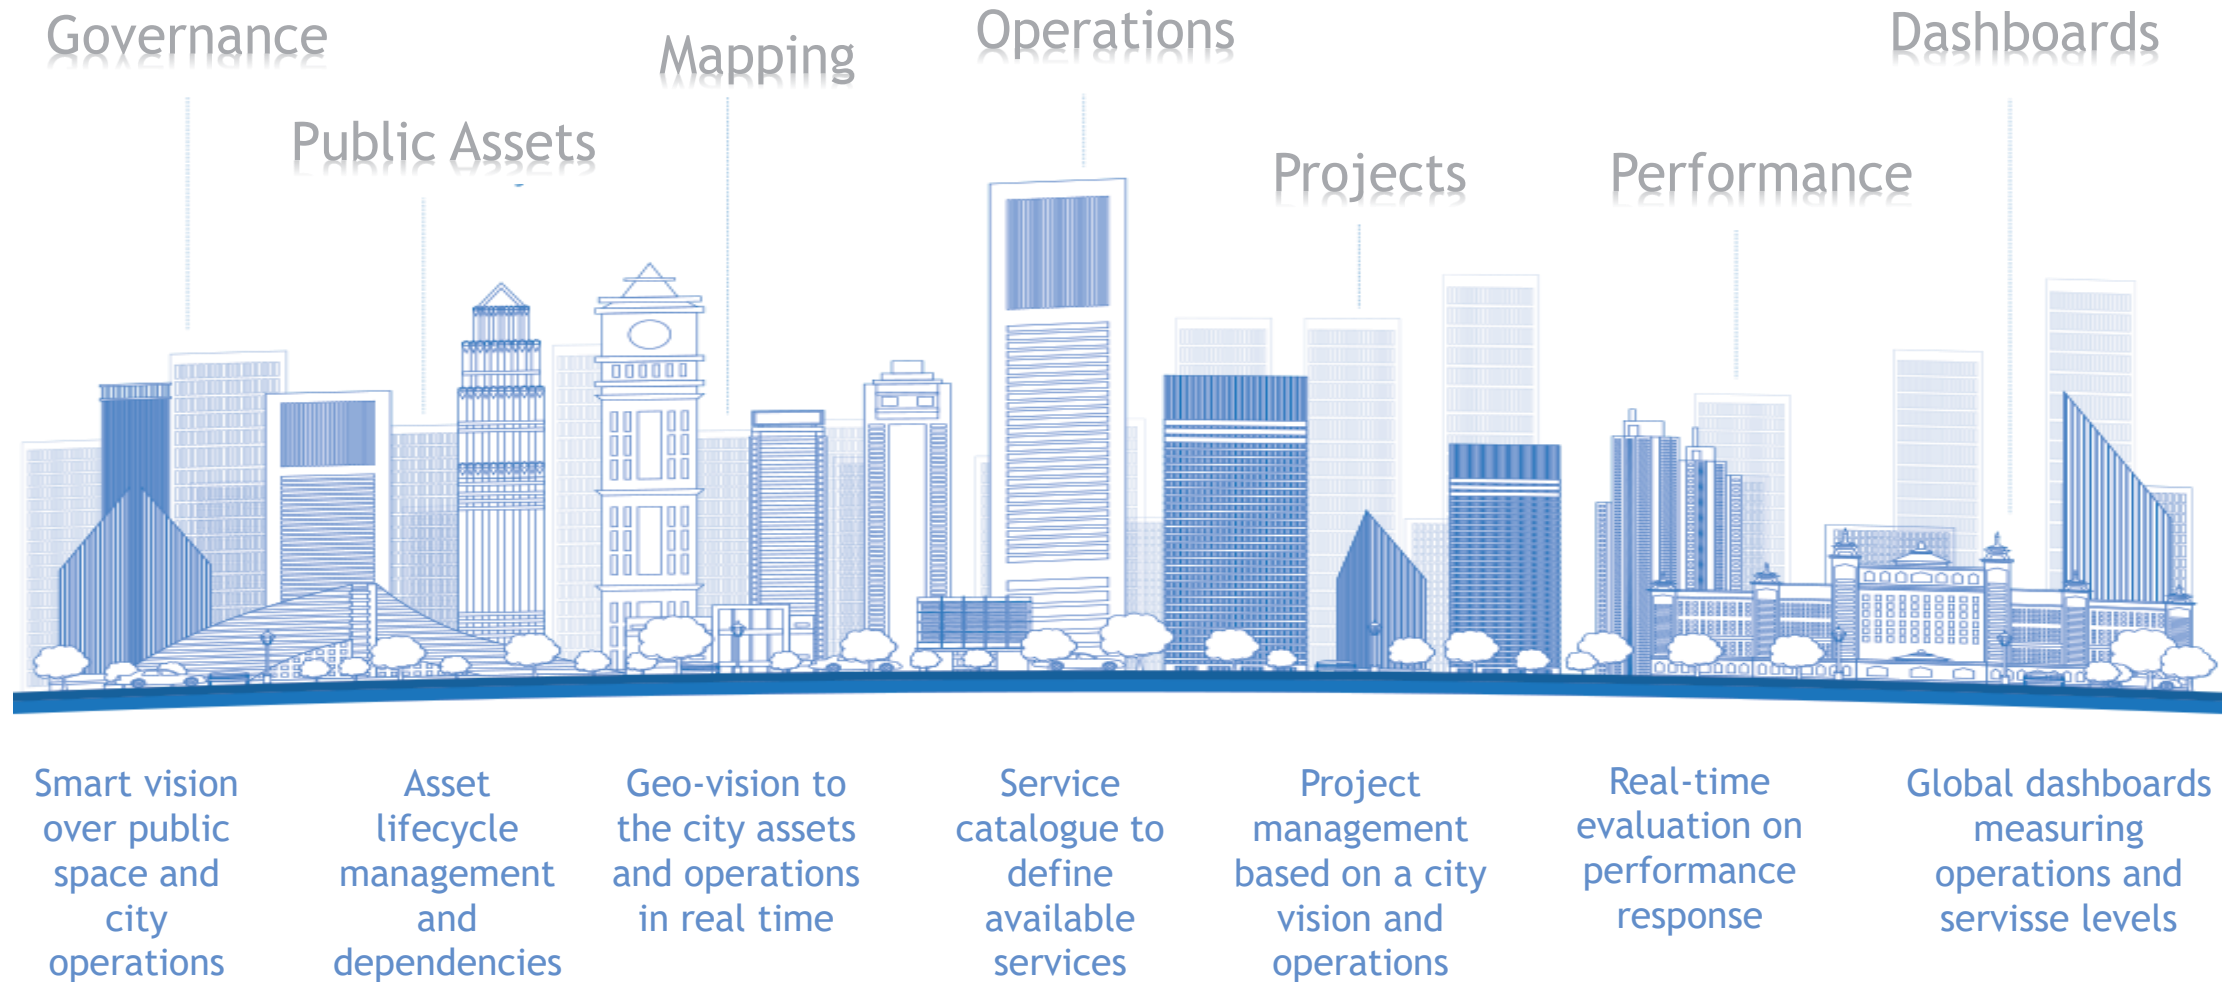 Governance
Public Assets
Mapping
Operations
Projects
Performance
Dashboards
Smart vision
over public
space and
city
operations
Asset
lifecycle
management
and
dependencies
Geo-vision to
the city assets
and operations
in real time
Service
catalogue to
define
available
services
Project
management
based on a city
vision and
operations
Real-time
evaluation on
performance
response
Global dashboards
measuring
operations and
servisse levels